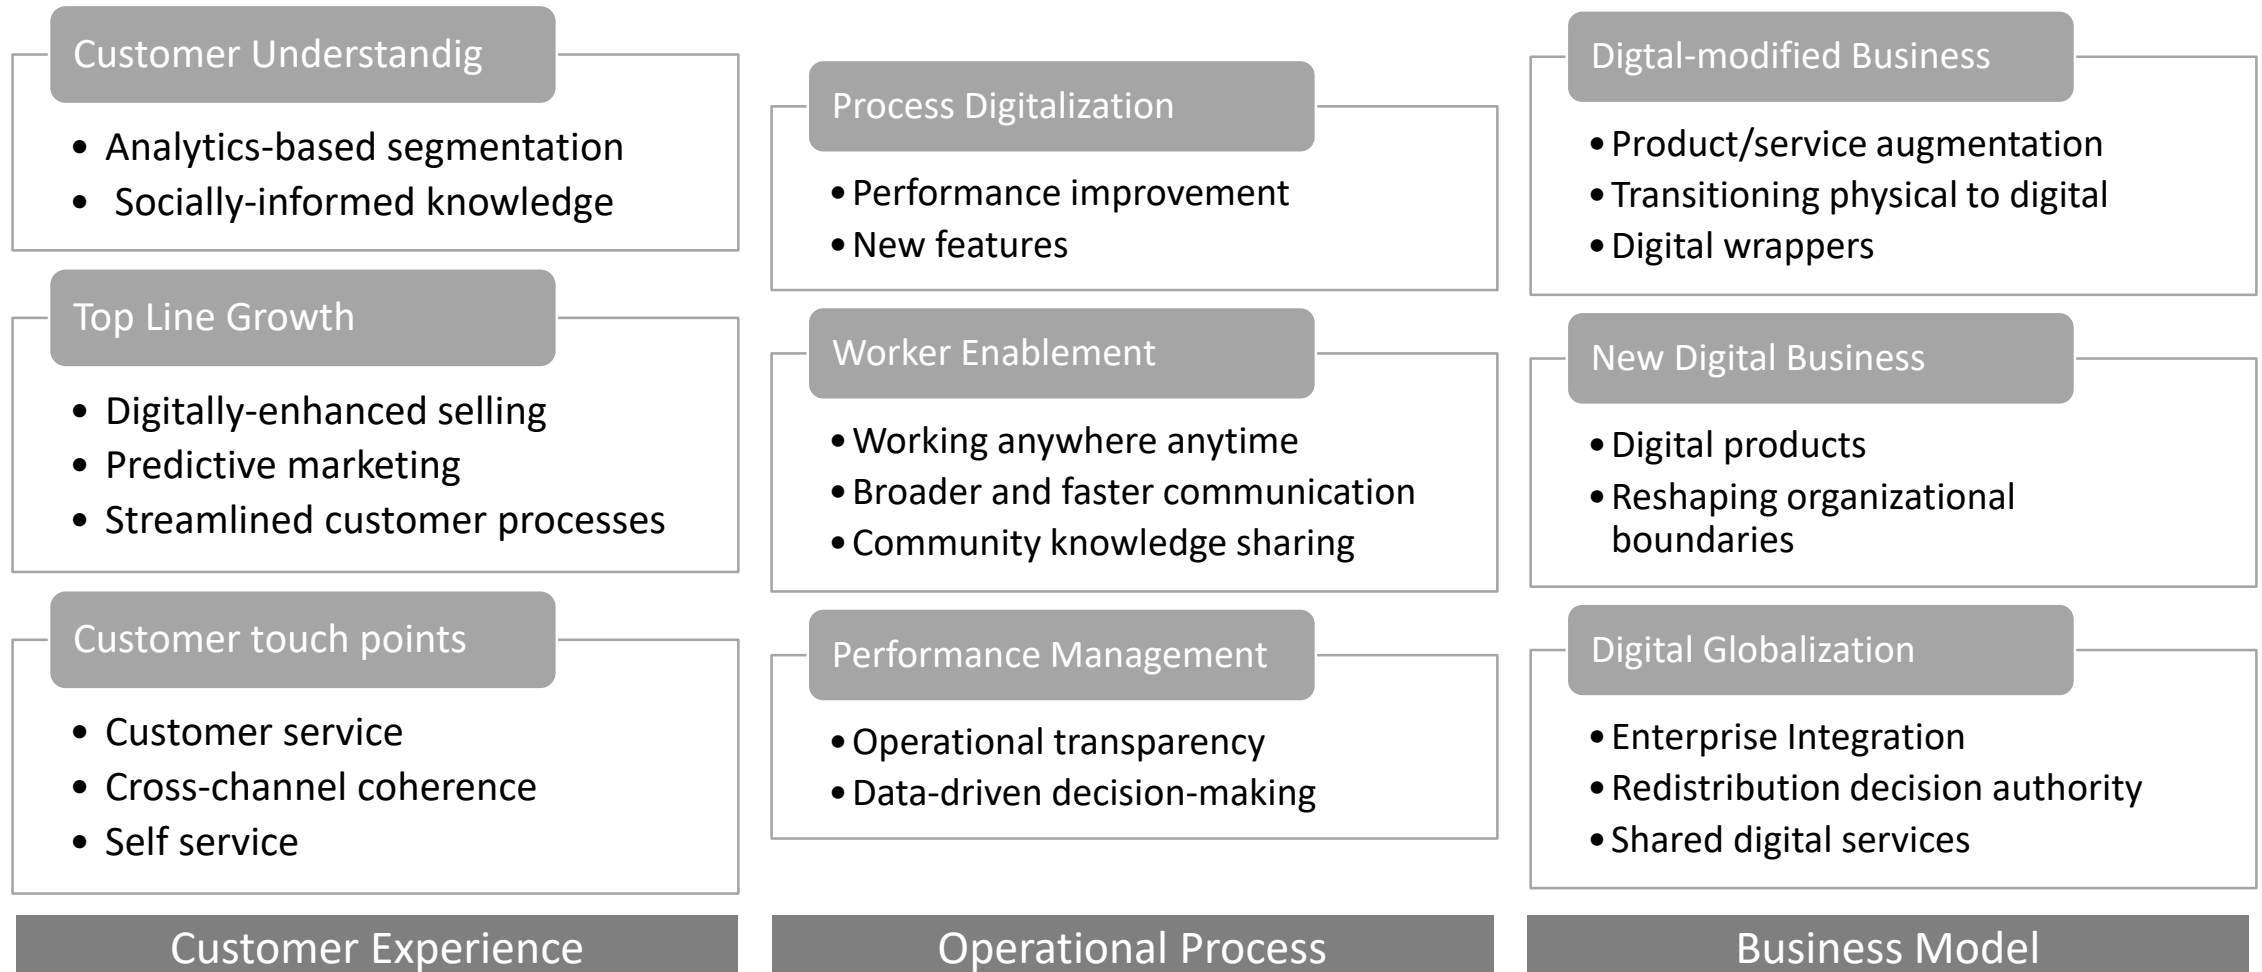 Customer Understandig
• Analytics-based segmentation
• Socially-informed knowledge
Top Line Growth
• Digitally-enhanced selling
• Predictive marketing
• Streamlined customer processes
Customer touch points
• Customer service
• Cross-channel coherence
• Self service
Customer Experience
Process Digitalization
• Performance improvement
• New features
Worker Enablement
• Working anywhere anytime
• Broader and faster communication
• Community knowledge sharing
Performance Management
• Operational transparency
• Data-driven decision-making
Operational Process
Digtal-modified Business
• Product/service augmentation
• Transitioning physical to digital
• Digital wrappers
New Digital Business
• Digital products
• Reshaping organizational
boundaries
Digital Globalization
• Enterprise Integration
• Redistribution decision authority
• Shared digital services
Business Model